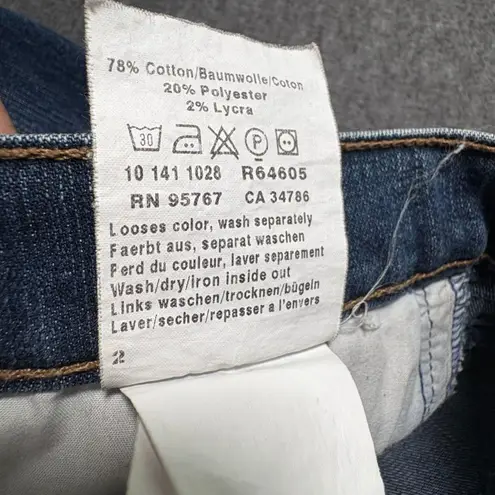 78% Cotton/Baumwolle/Coton
20% Polyester
2% Lycra
30 P
10 141 1028 R64605
RN 95767 CA 34786
Looses color, wash separately
Faerbt aus, separat waschen
Perd du couleur, laver separement
Wash/dry/iron inside out
Links waschen/trocknen/bügeln
Laver/secher/repasser a l'envers
2